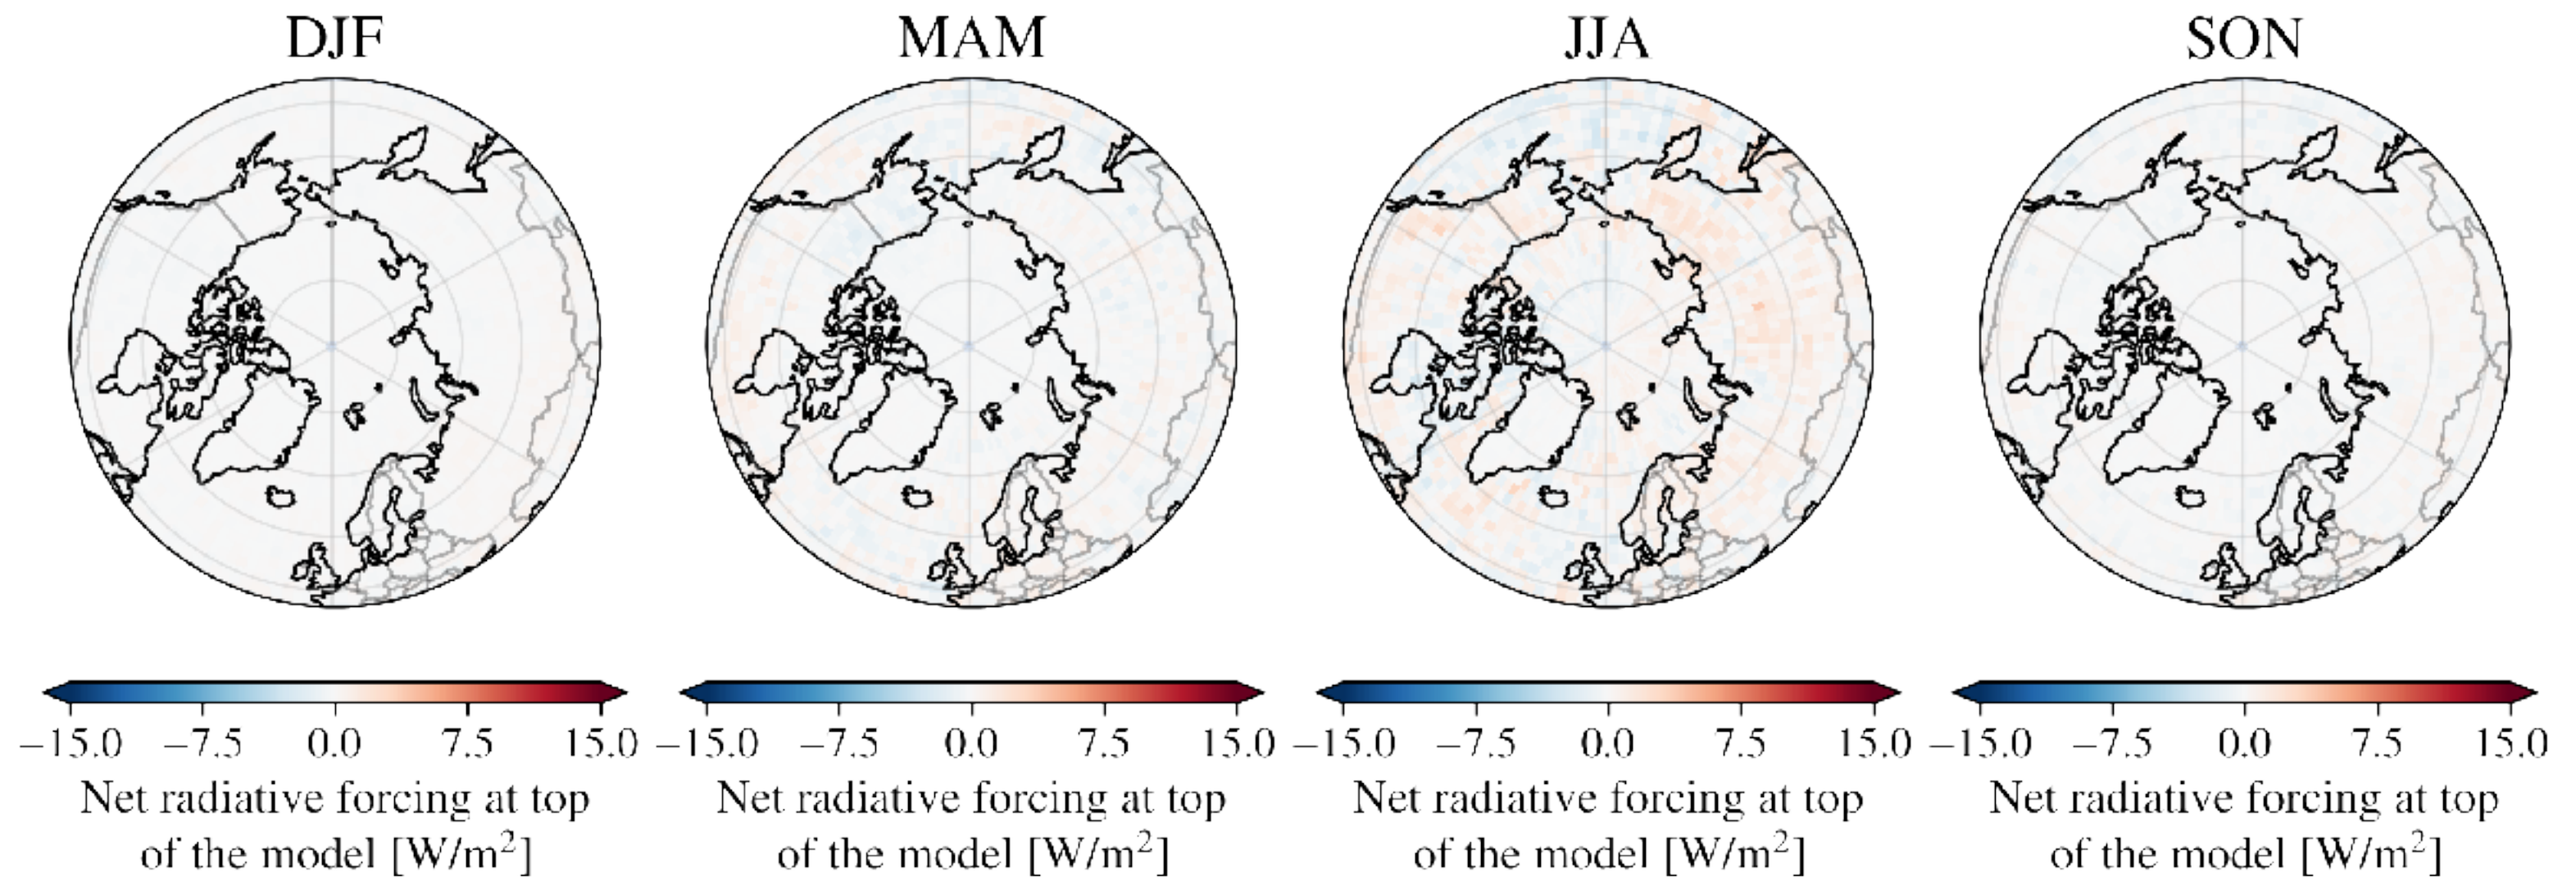 DJF MAM JJA SON
−15.0 −7.5 0.0 7.5 15.0 −15.0 −7.5 0.0 7.5 15.0 −15.0 −7.5 0.0 7.5 15.0 −15.0 −7.5 0.0 7.5 15.0
Net radiative forcing at top Net radiative forcing at top Net radiative forcing at top Net radiative forcing at top
of the model [W/m²] of the model [W/m²] of the model [W/m²] of the model [W/m²]